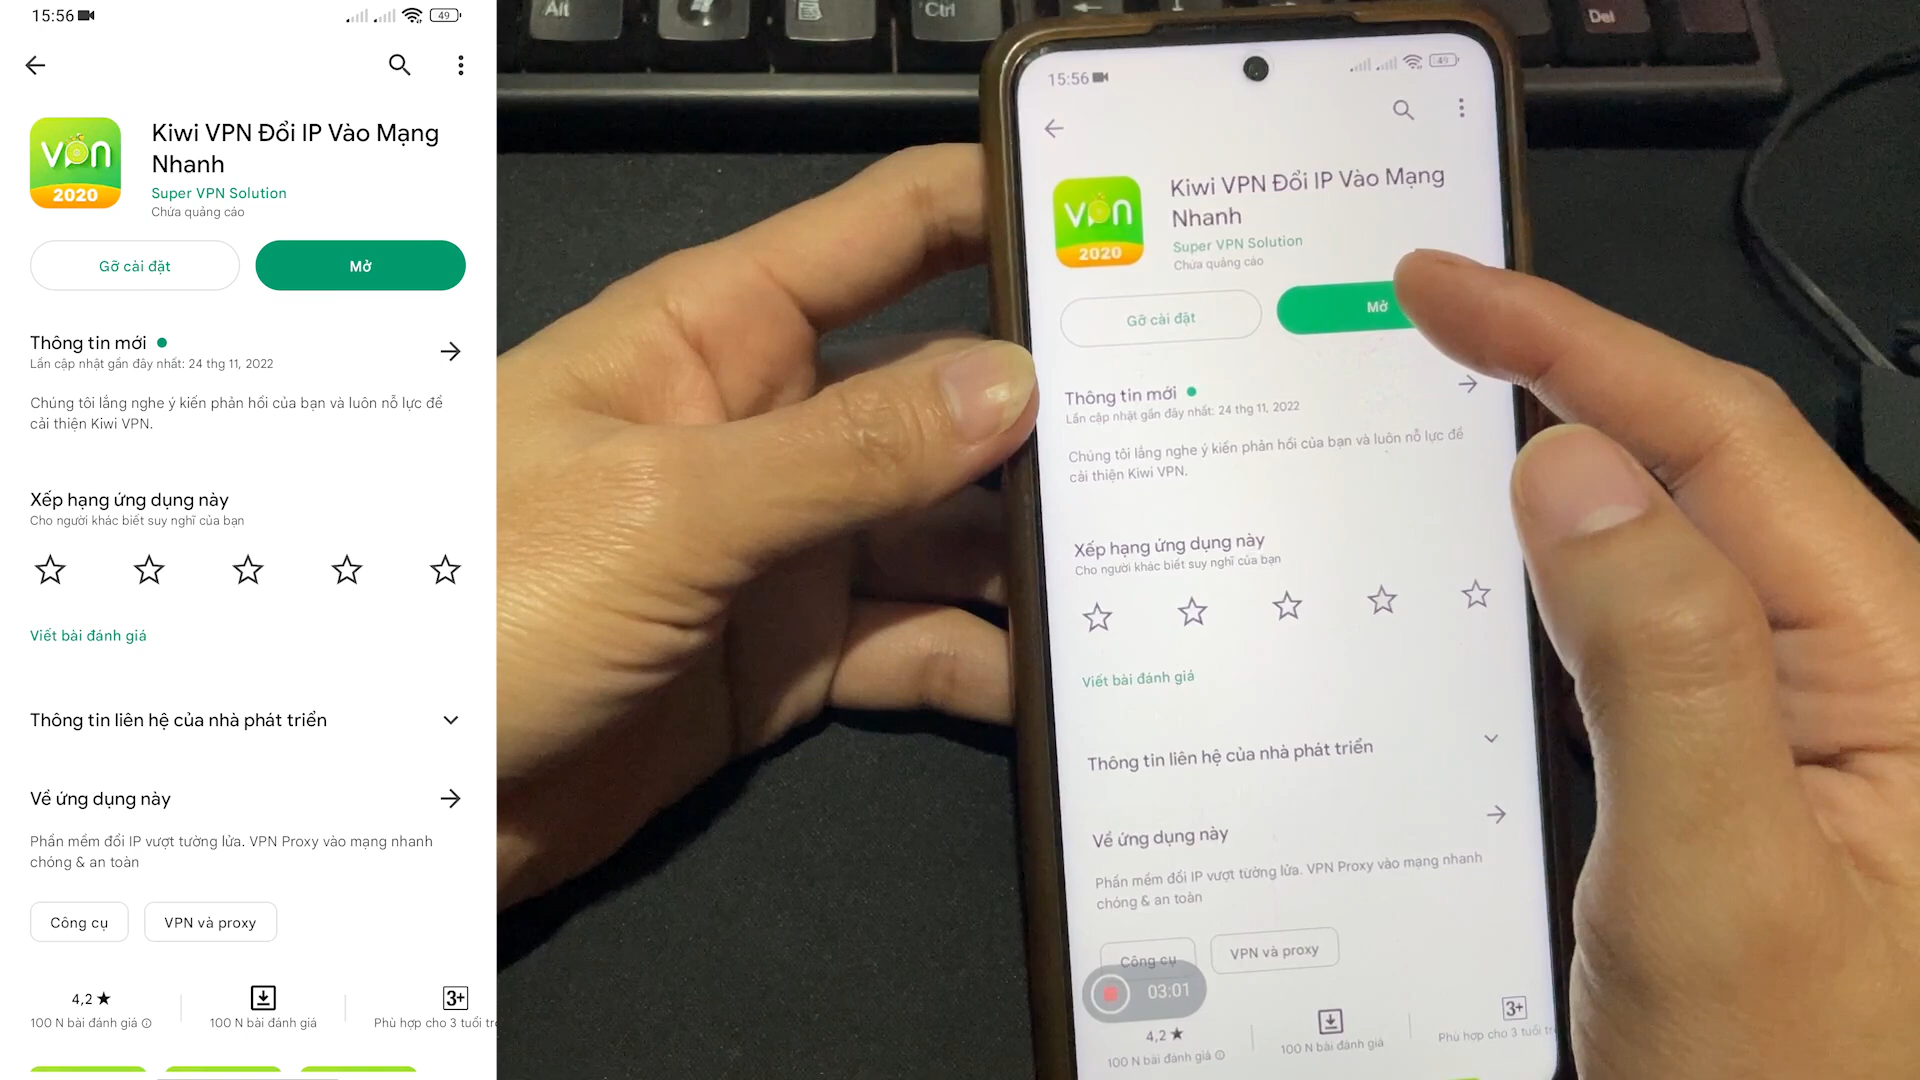 15:56
49
Kiwi VPN Đổi IP Vào Mạng
Nhanh
vpn
2020
Super VPN Solution
Chứa quảng cáo
Gỡ cài đặt
Mở
Thông tin mới
Lần cập nhật gần đây nhất: 24 thg 11, 2022
Chúng tôi lắng nghe ý kiến phản hồi của bạn và luôn nỗ lực để
cải thiện Kiwi VPN.
Xếp hạng ứng dụng này
Cho người khác biết suy nghĩ của bạn
Viết bài đánh giá
Thông tin liên hệ của nhà phát triển
Về ứng dụng này
Phần mềm đổi IP vượt tường lửa. VPN Proxy vào mạng nhanh
chóng & an toàn
Công cụ
VPN và proxy
4,2 ★
100 N bài đánh giá
100 N bài đánh giá
3+
Phù hợp cho 3 tuổi tr
Alt
Ctrl
Del
15:56
49
Kiwi VPN Đổi IP Vào Mạng
Nhanh
vpn
2020
Super VPN Solution
Chứa quảng cáo
Gỡ cài đặt
Mở
Thông tin mới
Lần cập nhật gần đây nhất: 24 thg 11, 2022
Chúng tôi lắng nghe ý kiến phản hồi của bạn và luôn nỗ lực để
cải thiện Kiwi VPN.
Xếp hạng ứng dụng này
Cho người khác biết suy nghĩ của bạn
Viết bài đánh giá
Thông tin liên hệ của nhà phát triển
Về ứng dụng này
Phần mềm đổi IP vượt tường lửa. VPN Proxy vào mạng nhanh
chóng & an toàn
Công cụ
VPN và proxy
03:01
4,2 ★
100 N bài đánh giá
100 N bài đánh giá
3+
Phù hợp cho 3 tuổi tr